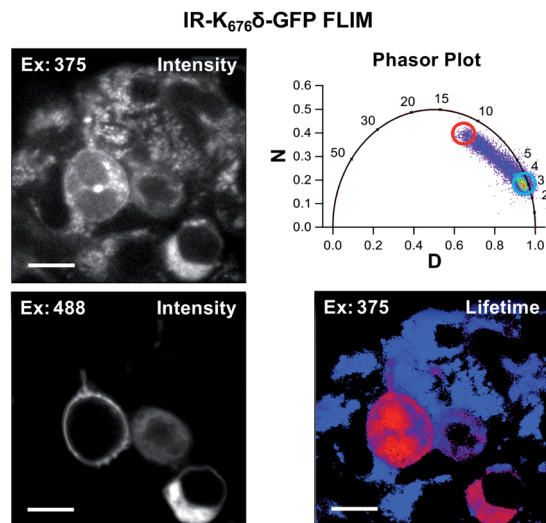 IR-K676δ-GFP FLIM
Ex: 375 Intensity
Phasor Plot
0.6
0.5
0.4
0.3
0.2
0.1
0.0
N
50
30
20
15
10
5
4
3
2
0.0 0.2 0.4 0.6 0.8 1.0
D
Ex: 488 Intensity
Ex: 375 Lifetime